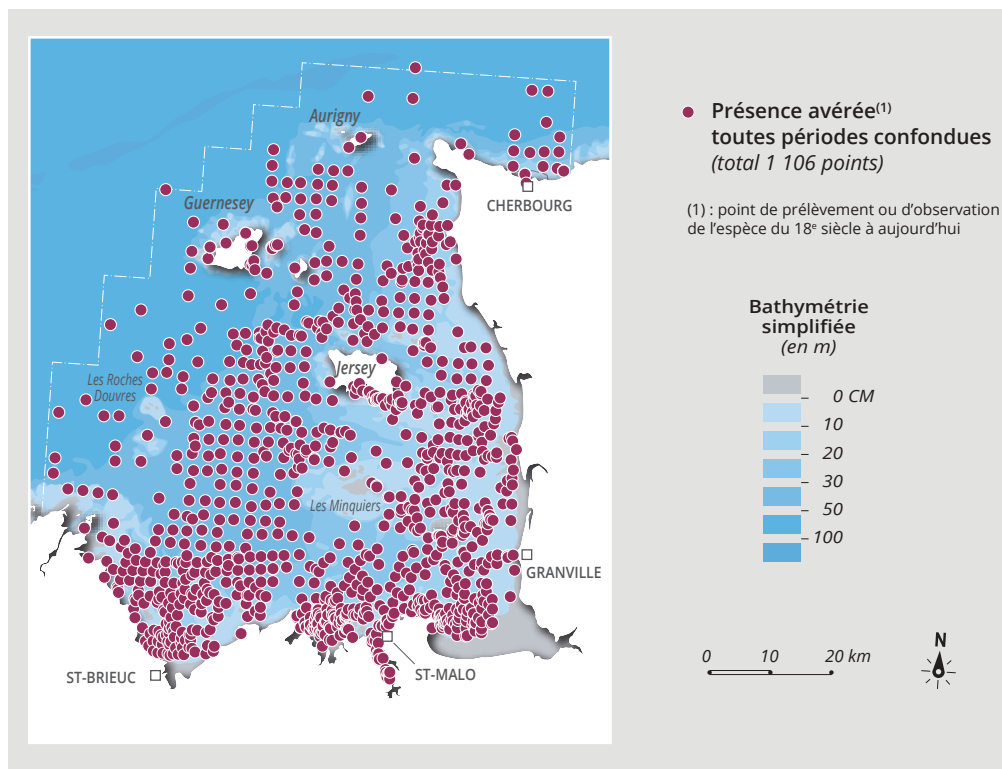 Aurigny
Guernesey
CHERBOURG
Les Roches
Douvres
Jersey
Les Minquiers
GRANVILLE
ST-BRIEUC
ST-MALO
Présence avérée(1)
toutes périodes confondues
(total 1 106 points)
(1) : point de prélèvement ou d'observation
de l'espèce du 18e siècle à aujourd'hui
Bathymétrie
simplifiée
(en m)
0 CM
10
20
30
50
100
0 10 20 km
N